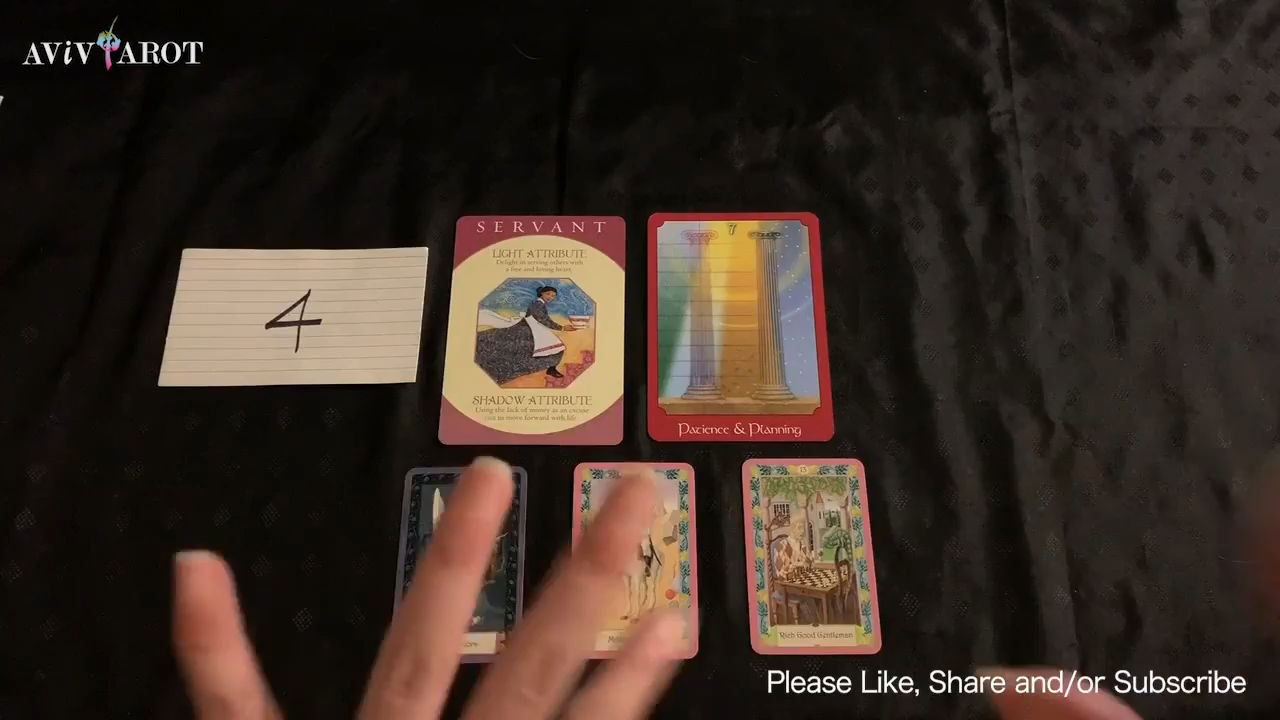 AViV TAROT
4
SERVANT
LIGHT ATTRIBUTE
Delight in serving others with
a free and loving heart
SHADOW ATTRIBUTE
Using the lack of money as an excuse
not to move forward with life
7
Patience & Planning
13
Rich Good Gentleman
Please Like, Share and/or Subscribe